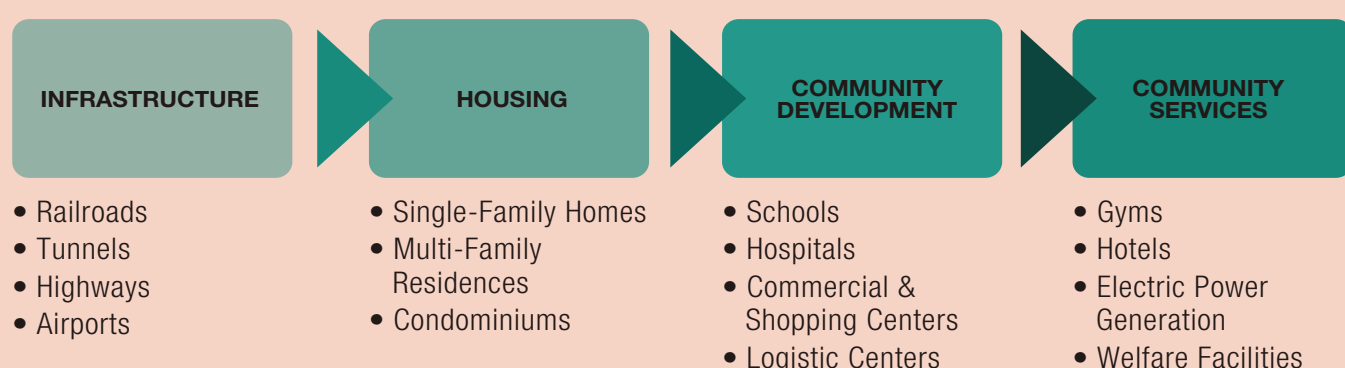 INFRASTRUCTURE
• Railroads
• Tunnels
• Highways
• Airports
HOUSING
• Single-Family Homes
• Multi-Family
Residences
• Condominiums
COMMUNITY
DEVELOPMENT
• Schools
• Hospitals
• Commercial &
Shopping Centers
• Logistic Centers
COMMUNITY
SERVICES
• Gyms
• Hotels
• Electric Power
Generation
• Welfare Facilities